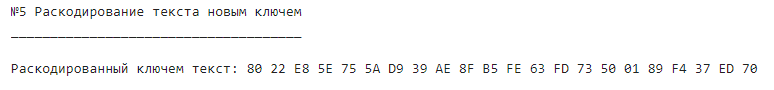 №5 Раскодирование текста новым ключем
_____________________________________
Раскодированный ключем текст: 80 22 E8 5E 75 5A D9 39 AE 8F B5 FE 63 FD 73 50 01 89 F4 37 ED 70